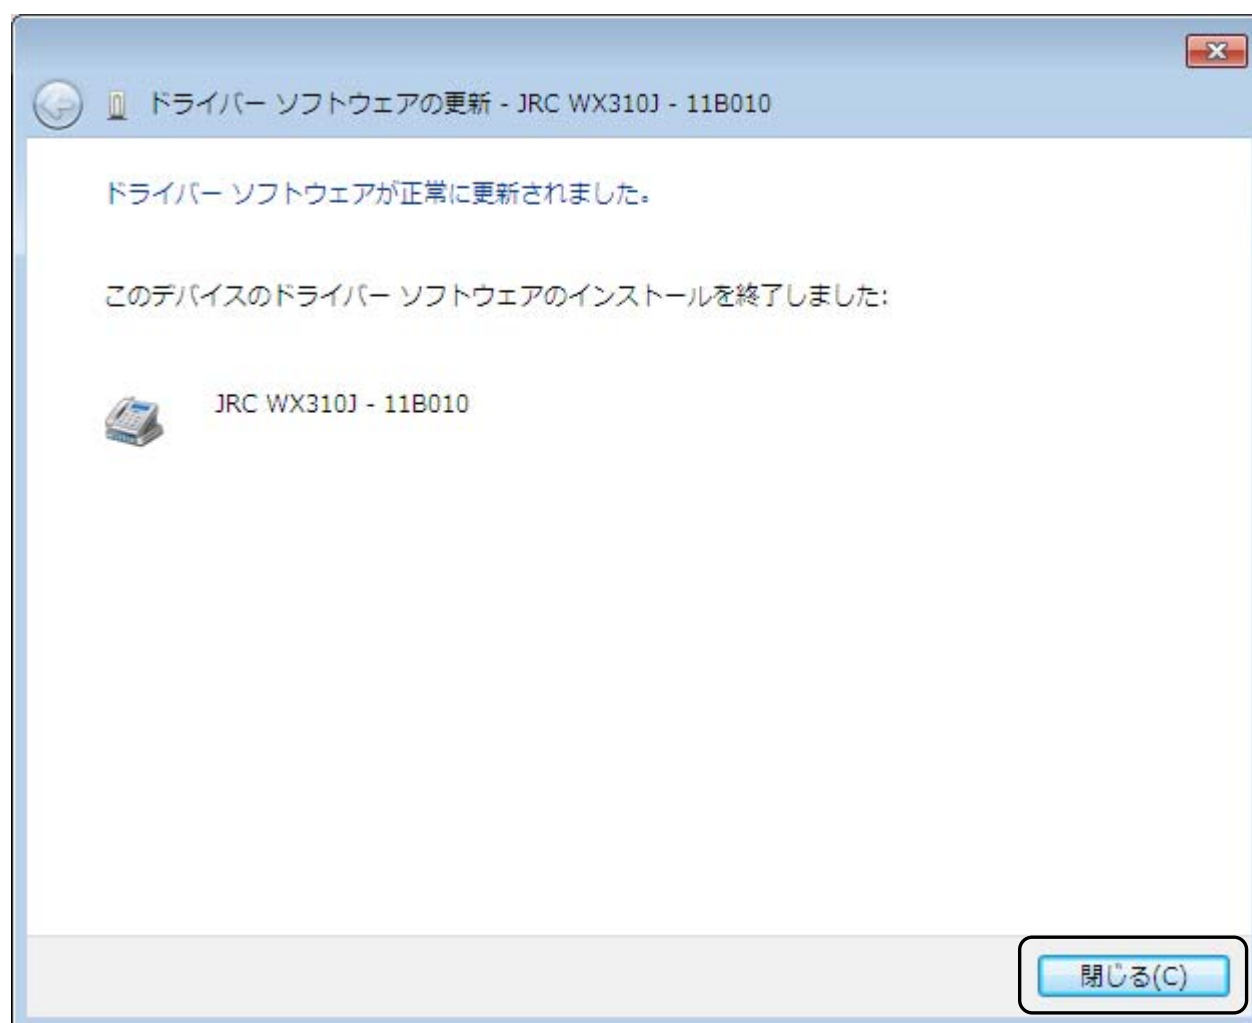 ドライバー ソフトウェアの更新 - JRC WX310J - 11B010
ドライバー ソフトウェアが正常に更新されました。
このデバイスのドライバー ソフトウェアのインストールを終了しました:
JRC WX310J - 11B010
閉じる(C)